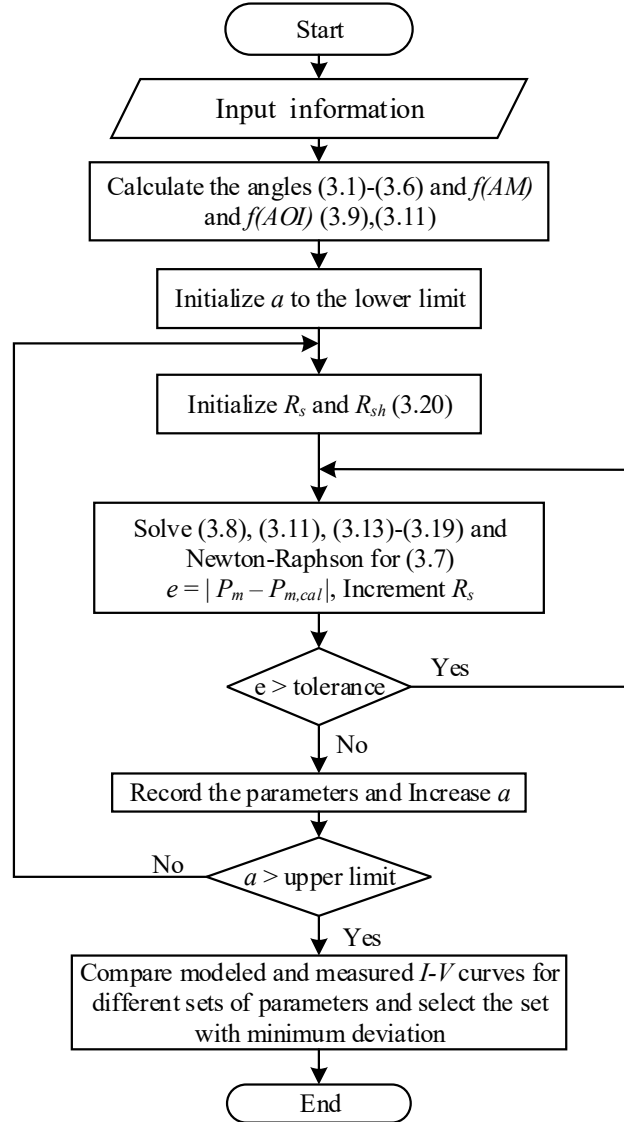 Start
Input information
Calculate the angles (3.1)-(3.6) and f(AM)
and f(AOI) (3.9),(3.11)
Initialize a to the lower limit
Initialize Rs and Rsh (3.20)
Solve (3.8), (3.11), (3.13)-(3.19) and
Newton-Raphson for (3.7)
e = | Pm – Pm,cal|, Increment Rs
e > tolerance
Yes
No
Record the parameters and Increase a
No
a > upper limit
Yes
Compare modeled and measured I-V curves for
different sets of parameters and select the set
with minimum deviation
End